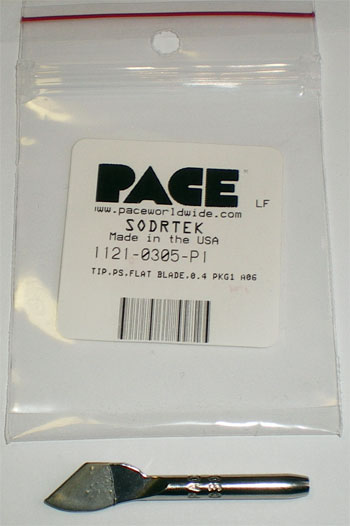 PACE
LF
www.paceworldwide.com
SODRTEK
Made in the USA
1121-0305-P1
TIP.PS.FLAT BLADE.0.4 PKG1 A06